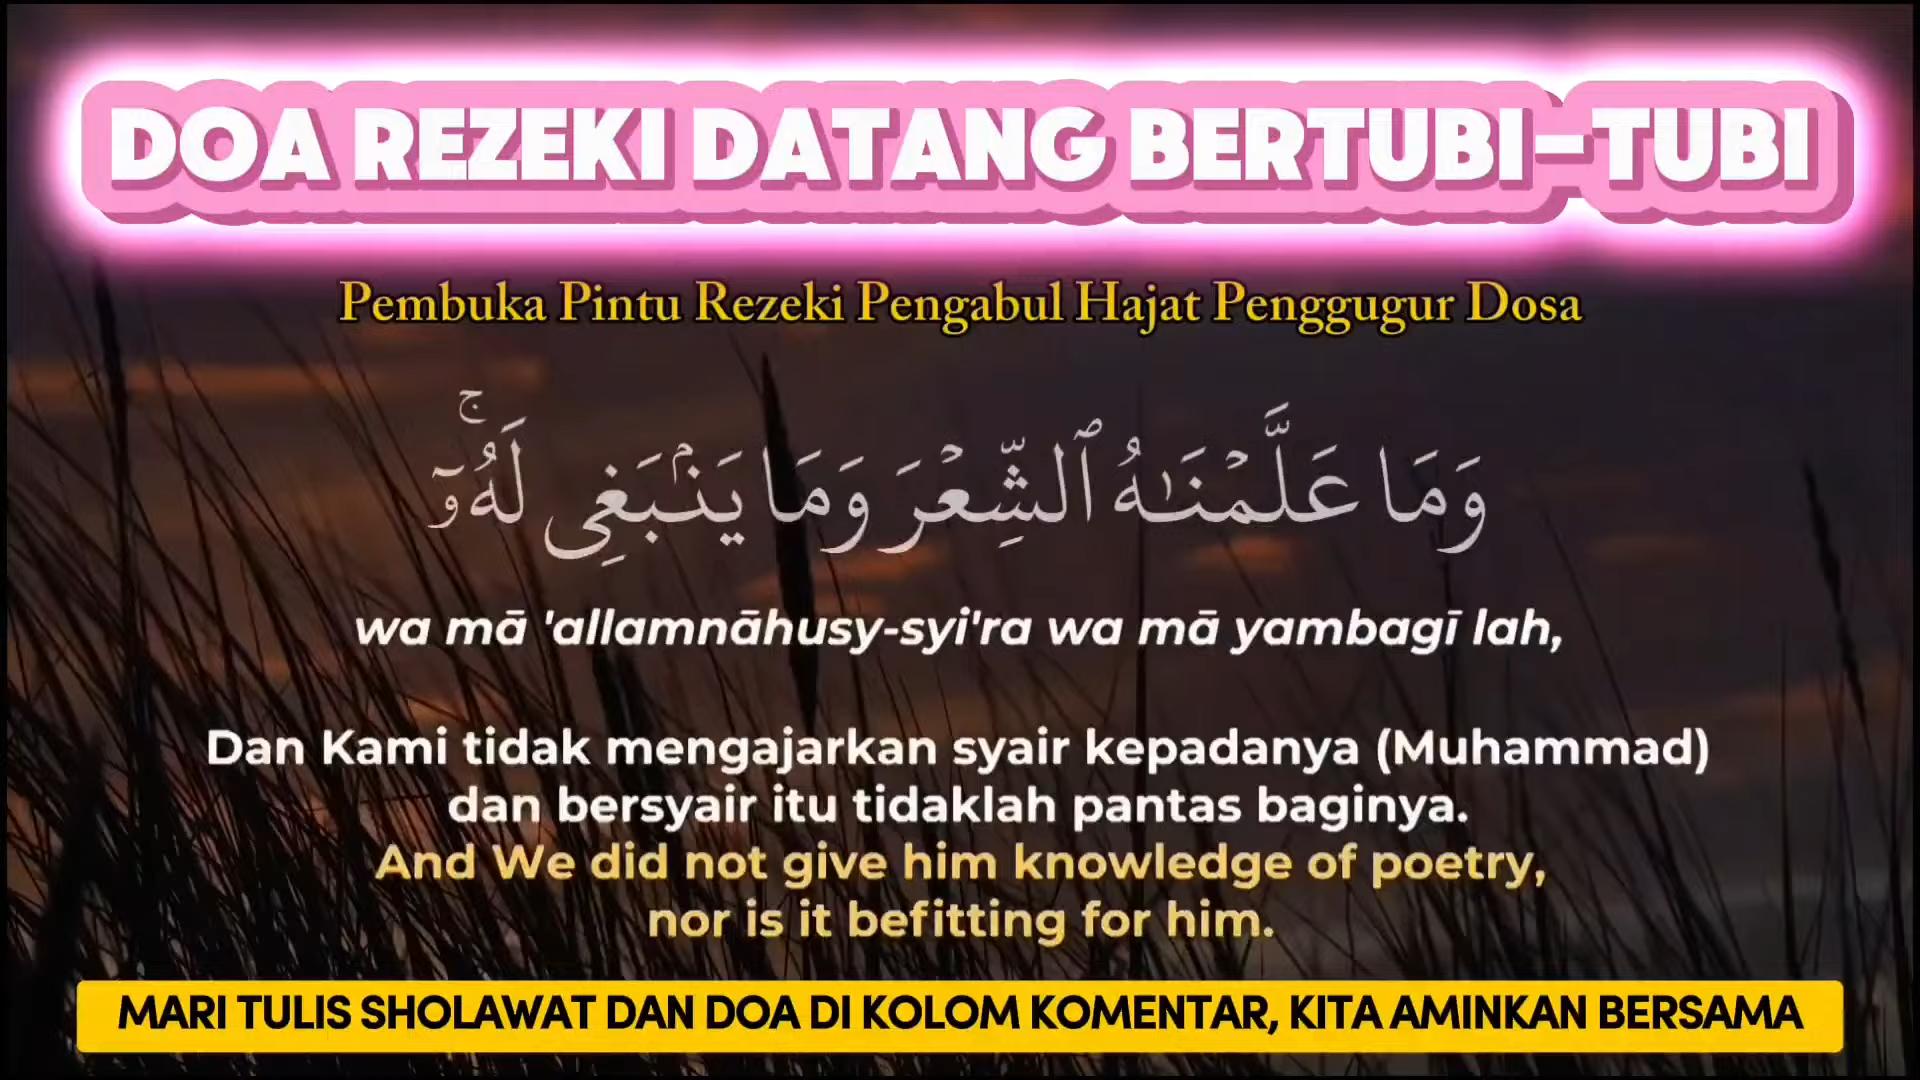 DOA REZEKI DATANG BERTUBI-TUBI
Pembuka Pintu Rezeki Pengabul Hajat Penggugur Dosa
وَمَا عَلَّمْنَـٰهُ ٱلشِّعْرَ وَمَا يَنۢبَغِى لَهُۥٓ ۚ
wa mā 'allamnāhusy-syi'ra wa mā yambagī lah,
Dan Kami tidak mengajarkan syair kepadanya (Muhammad)
dan bersyair itu tidaklah pantas baginya.
And We did not give him knowledge of poetry,
nor is it befitting for him.
MARI TULIS SHOLAWAT DAN DOA DI KOLOM KOMENTAR, KITA AMINKAN BERSAMA